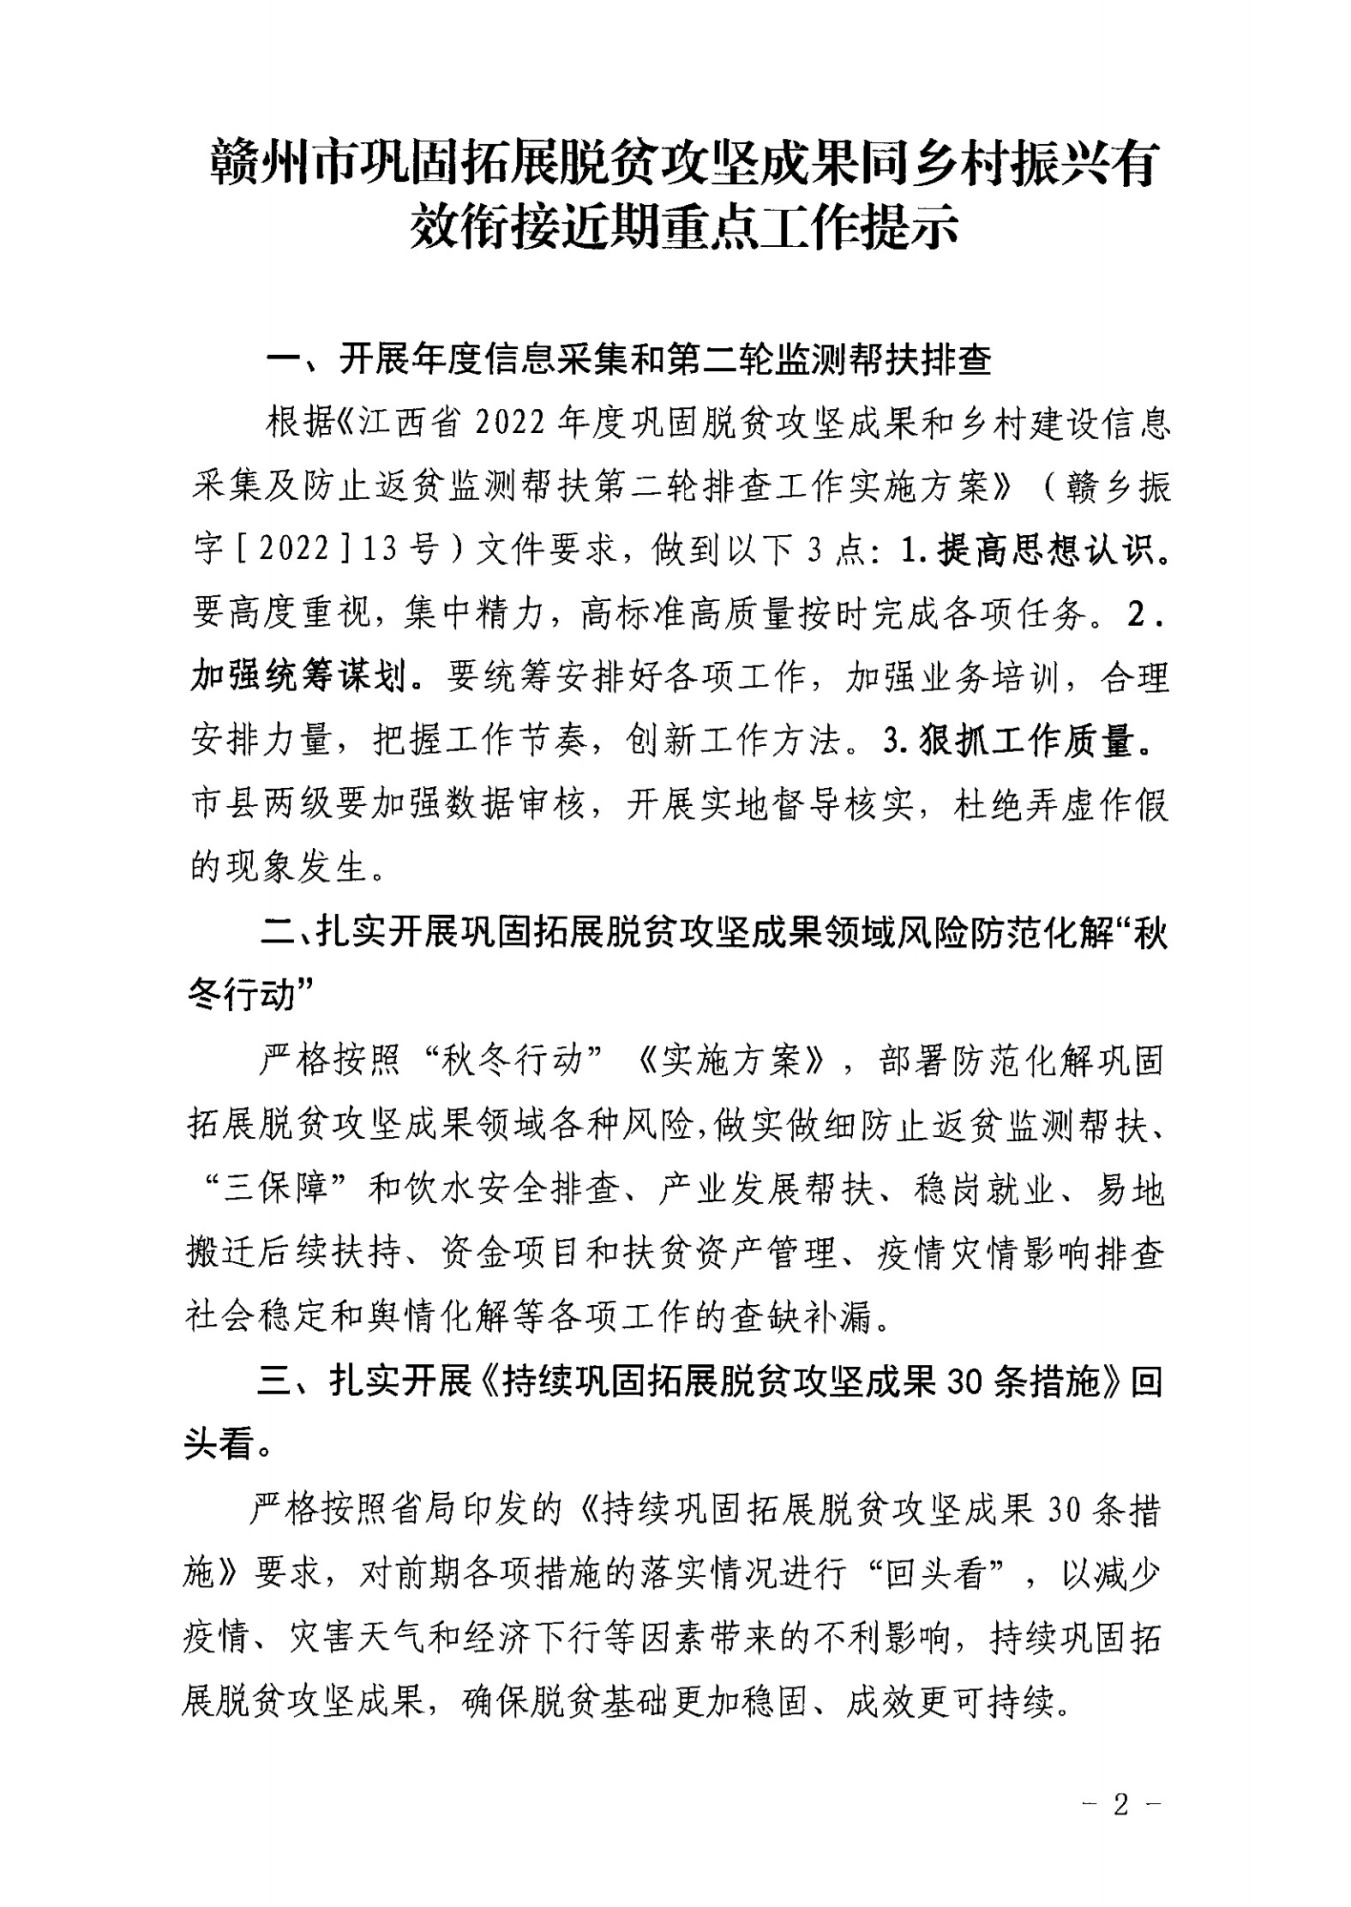 赣州市巩固拓展脱贫攻坚成果同乡村振兴有
效衔接近期重点工作提示
一、开展年度信息采集和第二轮监测帮扶排查
根据《江西省 2022 年度巩固脱贫攻坚成果和乡村建设信息
采集及防止返贫监测帮扶第二轮排查工作实施方案》（赣乡振
字[2022]13号）文件要求，做到以下 3 点：1.提高思想认识。
要高度重视，集中精力，高标准高质量按时完成各项任务。2.
加强统筹谋划。要统筹安排好各项工作，加强业务培训，合理
安排力量，把握工作节奏，创新工作方法。3.狠抓工作质量。
市县两级要加强数据审核，开展实地督导核实，杜绝弄虚作假
的现象发生。
二、扎实开展巩固拓展脱贫攻坚成果领域风险防范化解“秋
冬行动”
严格按照“秋冬行动”《实施方案》，部署防范化解巩固
拓展脱贫攻坚成果领域各种风险，做实做细防止返贫监测帮扶、
“三保障”和饮水安全排查、产业发展帮扶、稳岗就业、易地
搬迁后续扶持、资金项目和扶贫资产管理、疫情灾情影响排查
社会稳定和舆情化解等各项工作的查缺补漏。
三、扎实开展《持续巩固拓展脱贫攻坚成果 30 条措施》回
头看。
严格按照省局印发的《持续巩固拓展脱贫攻坚成果 30 条措
施》要求，对前期各项措施的落实情况进行“回头看”，以减少
疫情、灾害天气和经济下行等因素带来的不利影响，持续巩固拓
展脱贫攻坚成果，确保脱贫基础更加稳固、成效更可持续。
- 2 -